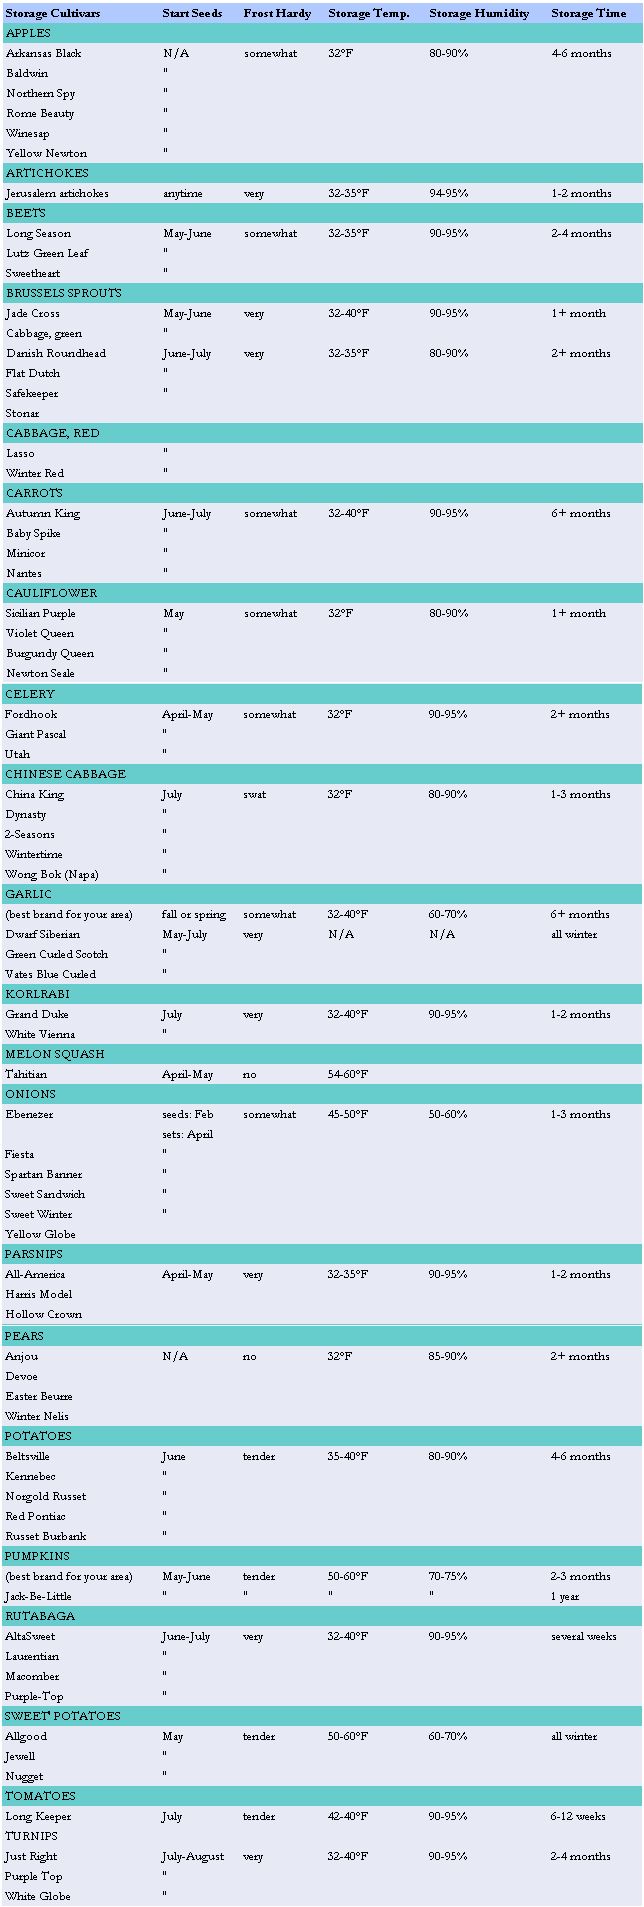 Storage Cultivars Start Seeds Frost Hardy Storage Temp. Storage Humidity Storage Time
APPLES
Arkansas Black N/A somewhat 32°F 80-90% 4-6 months
Baldwin "
Northern Spy "
Rome Beauty "
Winesap "
Yellow Newton "
ARTICHOKES
Jerusalem artichokes anytime very 32-35°F 94-95% 1-2 months
BEETS
Long Season May-June somewhat 32-35°F 90-95% 2-4 months
Lutz Green Leaf "
Sweetheart "
BRUSSELS SPROUTS
Jade Cross May-June very 32-40°F 90-95% 1+ month
Cabbage, green "
Danish Roundhead June-July very 32-35°F 80-90% 2+ months
Flat Dutch "
Safekeeper "
Stonar
CABBAGE, RED
Lasso "
Winter Red "
CARROTS
Autumn King June-July somewhat 32-40°F 90-95% 6+ months
Baby Spike "
Minicor "
Nantes "
CAULIFLOWER
Sicilian Purple May somewhat 32°F 80-90% 1+ month
Violet Queen "
Burgundy Queen "
Newton Seale "
CELERY
Fordhook April-May somewhat 32°F 90-95% 2+ months
Giant Pascal "
Utah "
CHINESE CABBAGE
China King July swat 32°F 80-90% 1-3 months
Dynasty "
2-Seasons "
Wintertime "
Wong Bok (Napa) "
GARLIC
(best brand for your area) fall or spring somewhat 32-40°F 60-70% 6+ months
Dwarf Siberian May-July very N/A N/A all winter
Green Curled Scotch "
Vates Blue Curled "
KORLRABI
Grand Duke July very 32-40°F 90-95% 1-2 months
White Vienna "
MELON SQUASH
Tahitian April-May no 54-60°F
ONIONS
Ebenezer seeds: Feb somewhat 45-50°F 50-60% 1-3 months
sets: April
Fiesta "
Spartan Banner "
Sweet Sandwich "
Sweet Winter "
Yellow Globe
PARSNIPS
All-America April-May very 32-35°F 90-95% 1-2 months
Harris Model
Hollow Crown
PEARS
Anjou N/A no 32°F 85-90% 2+ months
Devoe
Easter Beurre
Winter Nelis
POTATOES
Beltsville June tender 35-40°F 80-90% 4-6 months
Kennebec "
Norgold Russet "
Red Pontiac "
Russet Burbank "
PUMPKINS
(best brand for your area) May-June tender 50-60°F 70-75% 2-3 months
Jack-Be-Little " " " " 1 year
RUTABAGA
AltaSweet June-July very 32-40°F 90-95% several weeks
Laurentian "
Macomber "
Purple-Top "
SWEET POTATOES
Allgood May tender 50-60°F 60-70% all winter
Jewell "
Nugget "
TOMATOES
Long Keeper July tender 42-40°F 90-95% 6-12 weeks
TURNIPS
Just Right July-August very 32-40°F 90-95% 2-4 months
Purple Top "
White Globe "